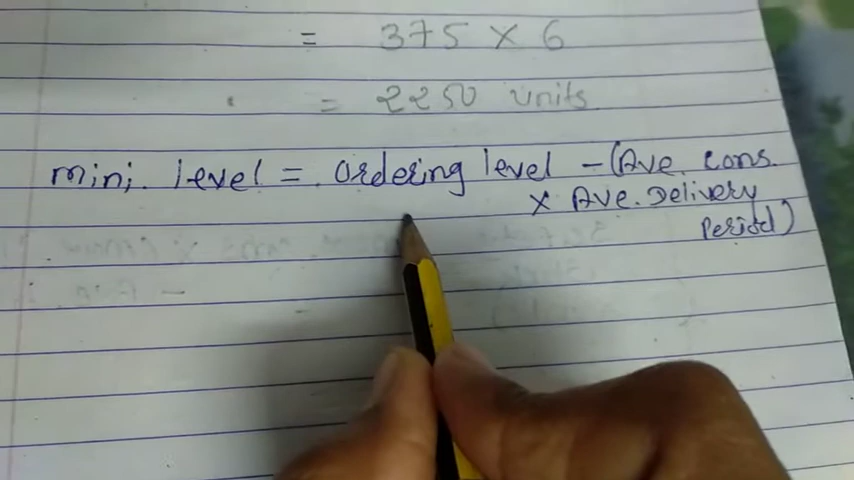 = 375 × 6
= 2250 units
mini. level = ordering level - (Ave. cons.
× Ave. Delivery
Period)